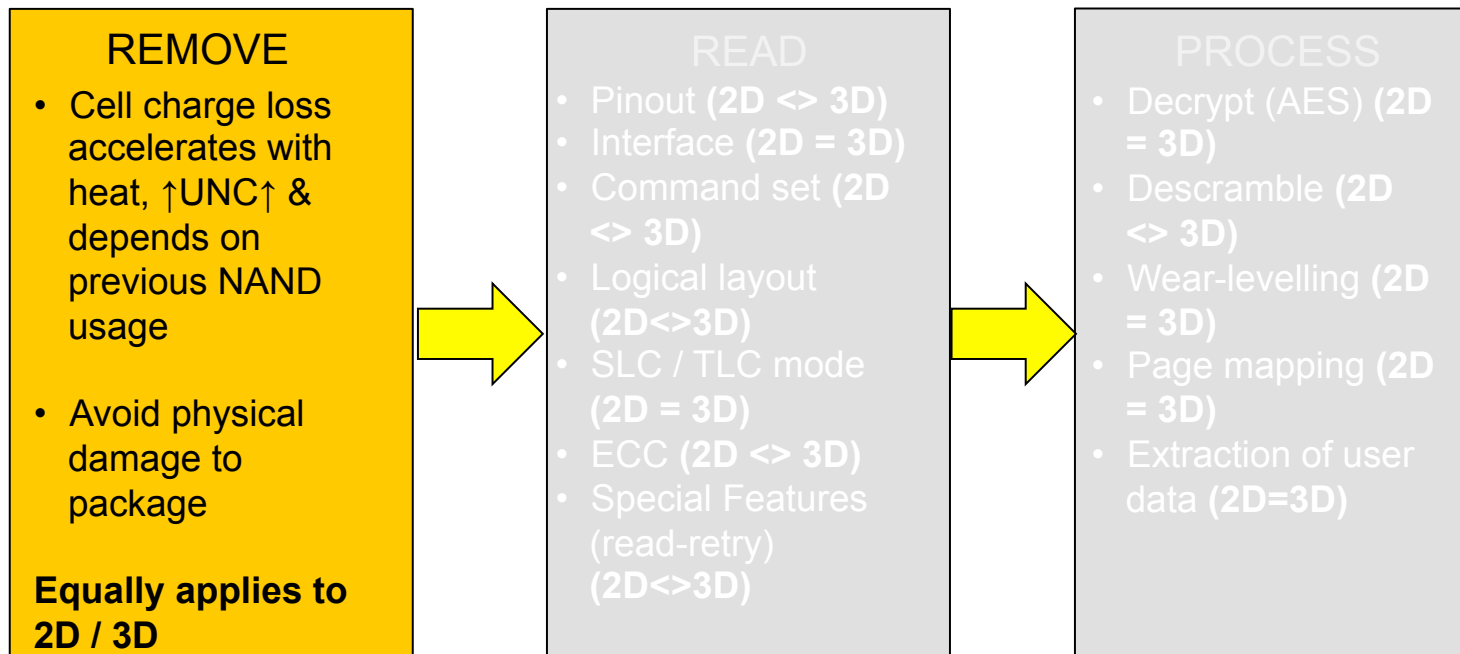 REMOVE
• Cell charge loss
accelerates with
heat, ↑UNC↑ &
depends on
previous NAND
usage
• Avoid physical
damage to
package
Equally applies to
2D / 3D
READ
• Pinout (2D <> 3D)
• Interface (2D = 3D)
• Command set (2D
<> 3D)
• Logical layout
(2D<>3D)
• SLC / TLC mode
(2D = 3D)
• ECC (2D <> 3D)
• Special Features
(read-retry)
(2D<>3D)
PROCESS
• Decrypt (AES) (2D
= 3D)
• Descramble (2D
<> 3D)
• Wear-levelling (2D
= 3D)
• Page mapping (2D
= 3D)
• Extraction of user
data (2D=3D)